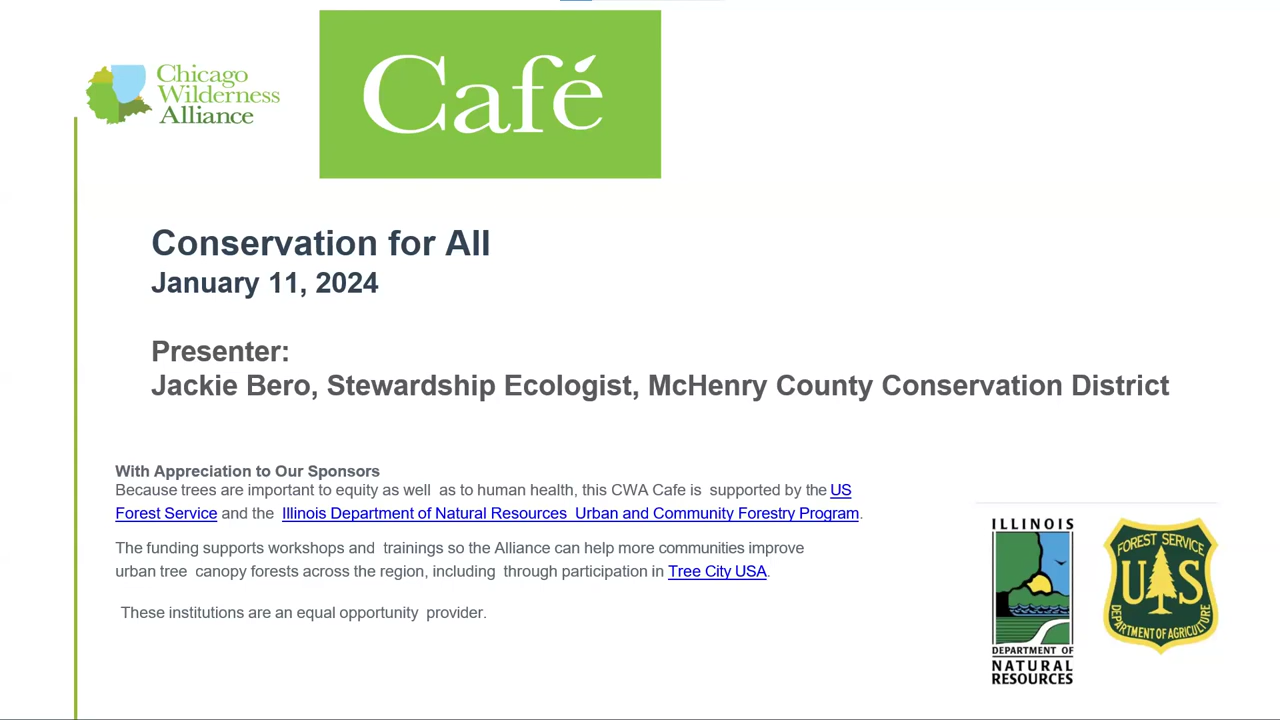 Chicago
Wilderness
Alliance
Café
Conservation for All
January 11, 2024
Presenter:
Jackie Bero, Stewardship Ecologist, McHenry County Conservation District
With Appreciation to Our Sponsors
Because trees are important to equity as well as to human health, this CWA Cafe is supported by the US
Forest Service and the Illinois Department of Natural Resources Urban and Community Forestry Program.
The funding supports workshops and trainings so the Alliance can help more communities improve
urban tree canopy forests across the region, including through participation in Tree City USA.
These institutions are an equal opportunity provider.
ILLINOIS
DEPARTMENT OF
NATURAL
RESOURCES
FOREST SERVICE
U S
DEPARTMENT OF AGRICULTURE